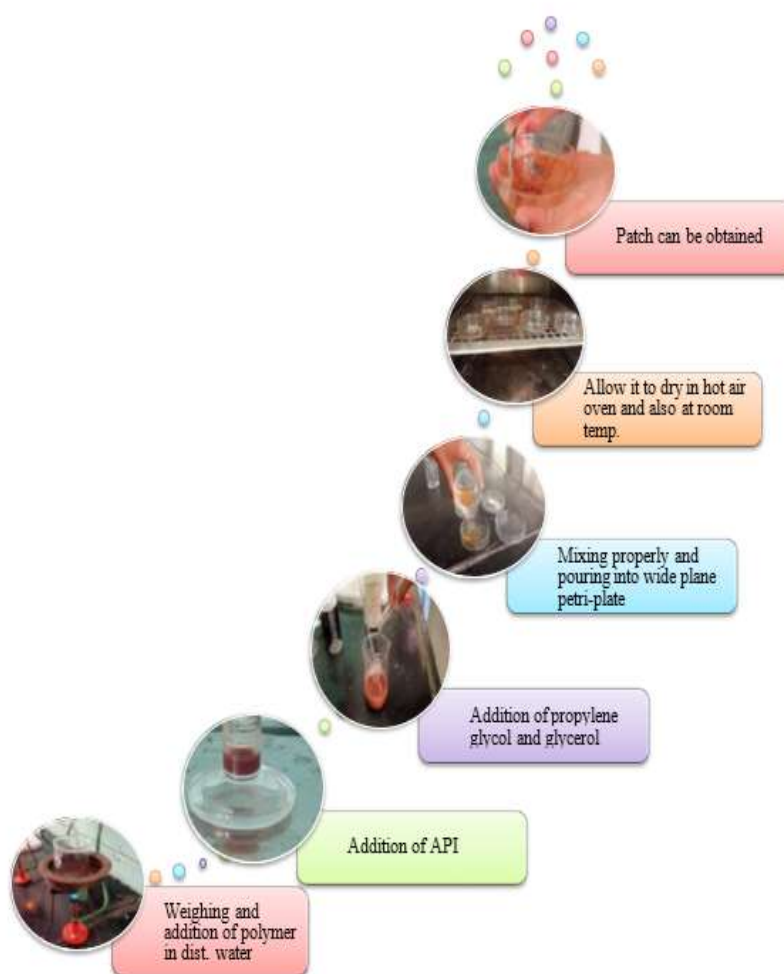 Patch can be obtained
Allow it to dry in hot air
oven and also at room
temp.
Mixing properly and
pouring into wide plane
petri-plate
Addition of propylene
glycol and glycerol
Addition of API
Weighing and
addition of polymer
in dist. water